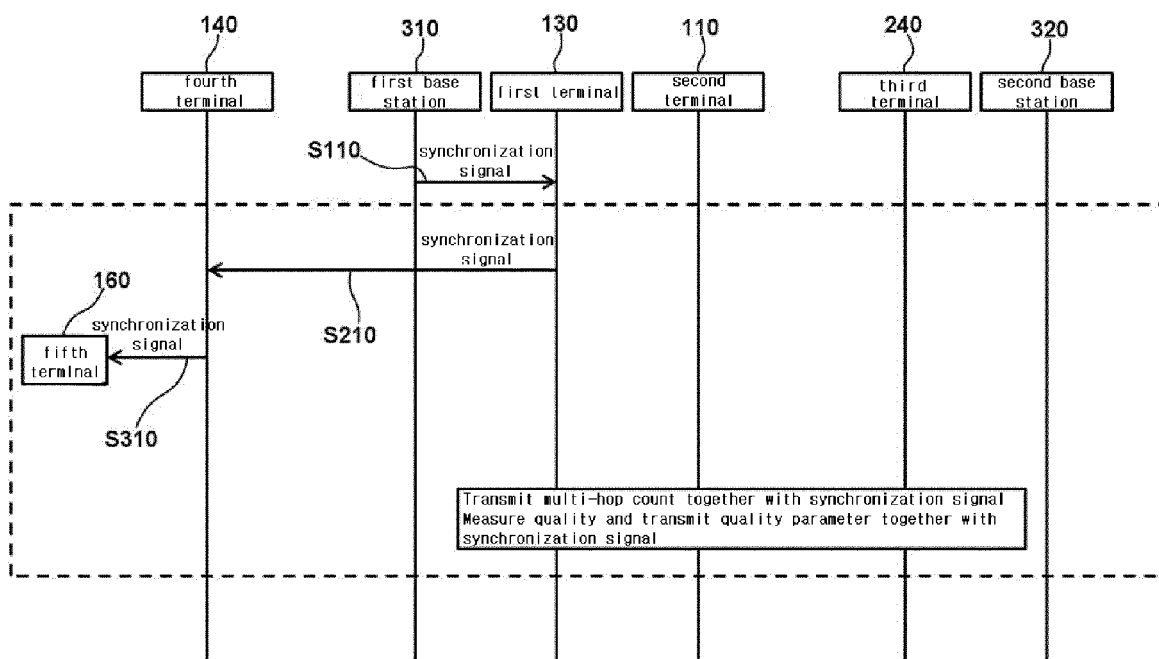 140
310
130
110
240
320
fourth
terminal
first base
station
first terminal
second
terminal
third
terminal
second base
station
S110
synchronization
signal
synchronization
signal
S210
160
synchronization
signal
fifth
terminal
S310
Transmit multi-hop count together with synchronization signal
Measure quality and transmit quality parameter together with
synchronization signal